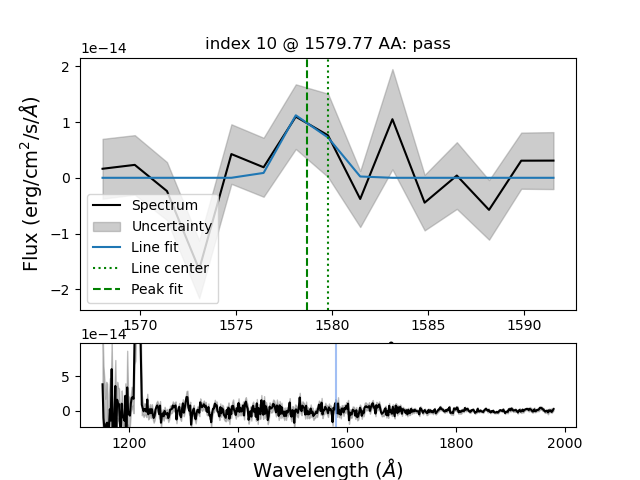 index 10 @ 1579.77 AA: pass
1e−14
2
1
0
−1
−2
Flux (erg/cm²/s/Å)
Spectrum
Uncertainty
Line fit
Line center
Peak fit
1570
1575
1580
1585
1590
1e−14
5
0
1200
1400
1600
1800
2000
Wavelength (Å)